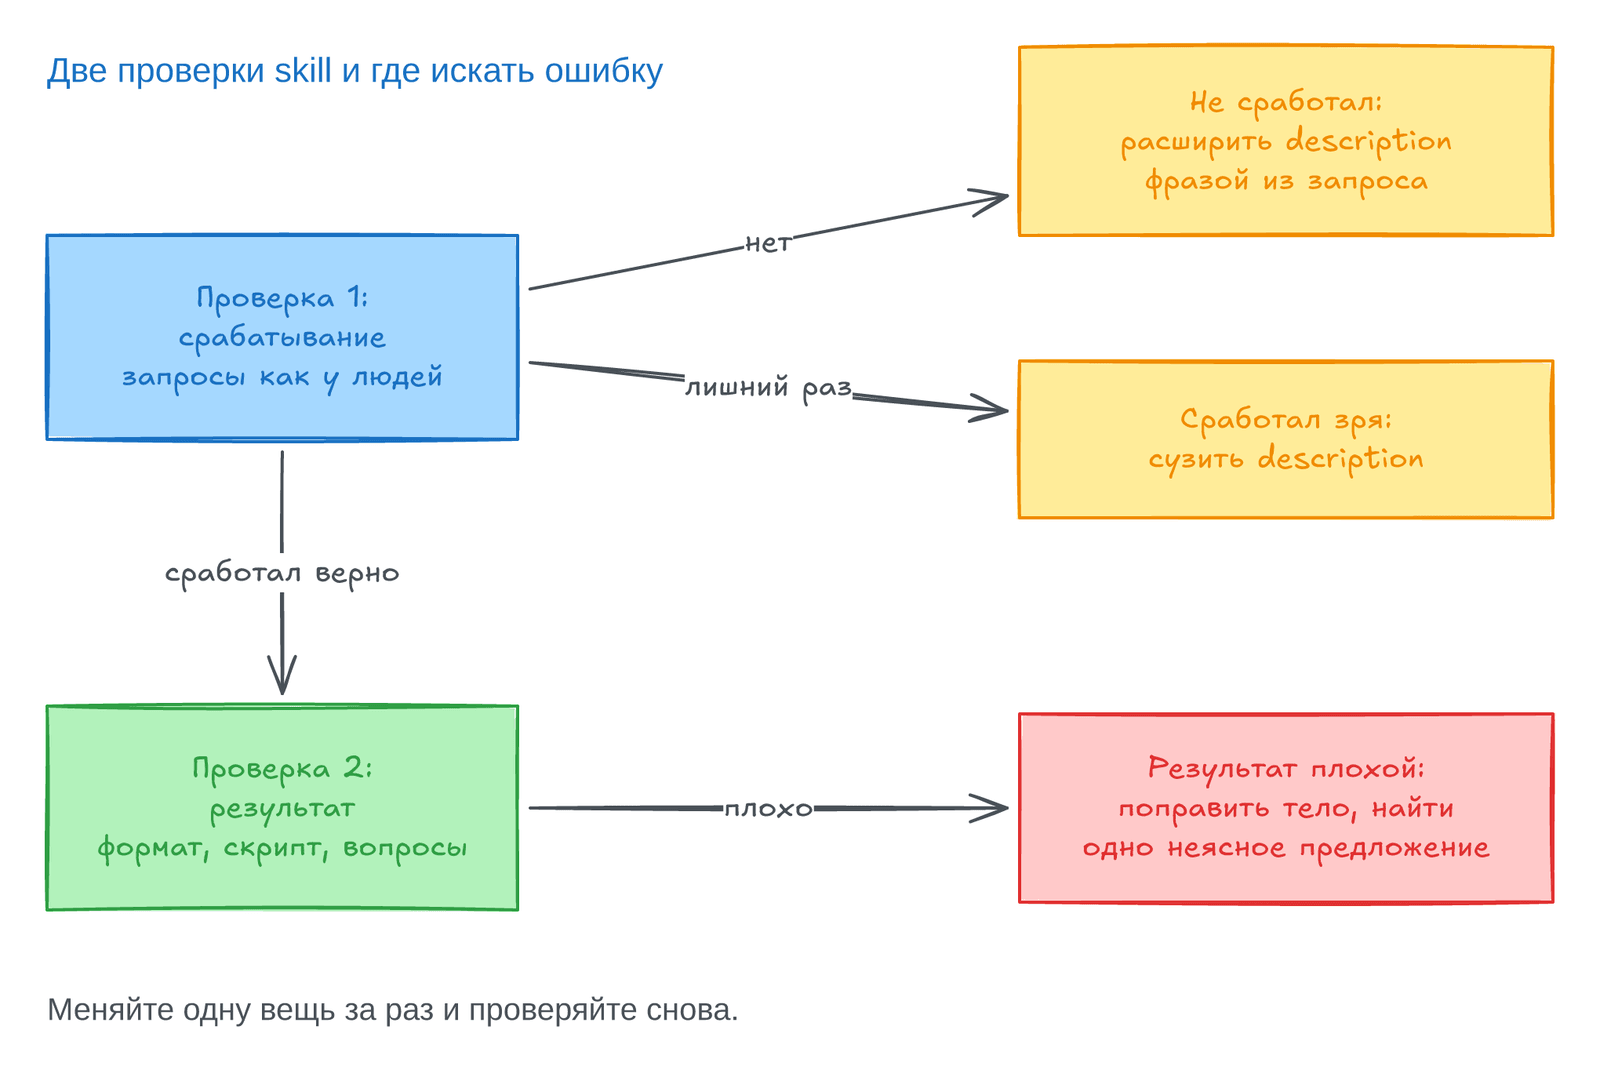 Две проверки skill и где искать ошибку
Не сработал:
расширить description
фразой из запроса
нет
Проверка 1:
срабатывание
запросы как у людей
лишний раз
Сработал зря:
сузить description
сработал верно
Проверка 2:
результат
формат, скрипт, вопросы
плохо
Результат плохой:
поправить тело, найти
одно неясное предложение
Меняйте одну вещь за раз и проверяйте снова.